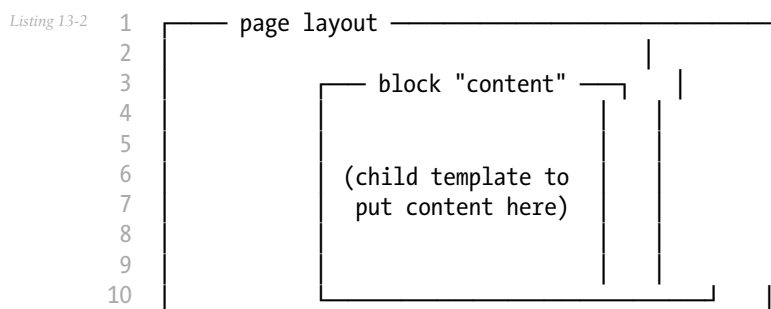 Listing 13-2
1 page layout
2
3 block "content"
4
5
6 (child template to
7 put content here)
8
9
10